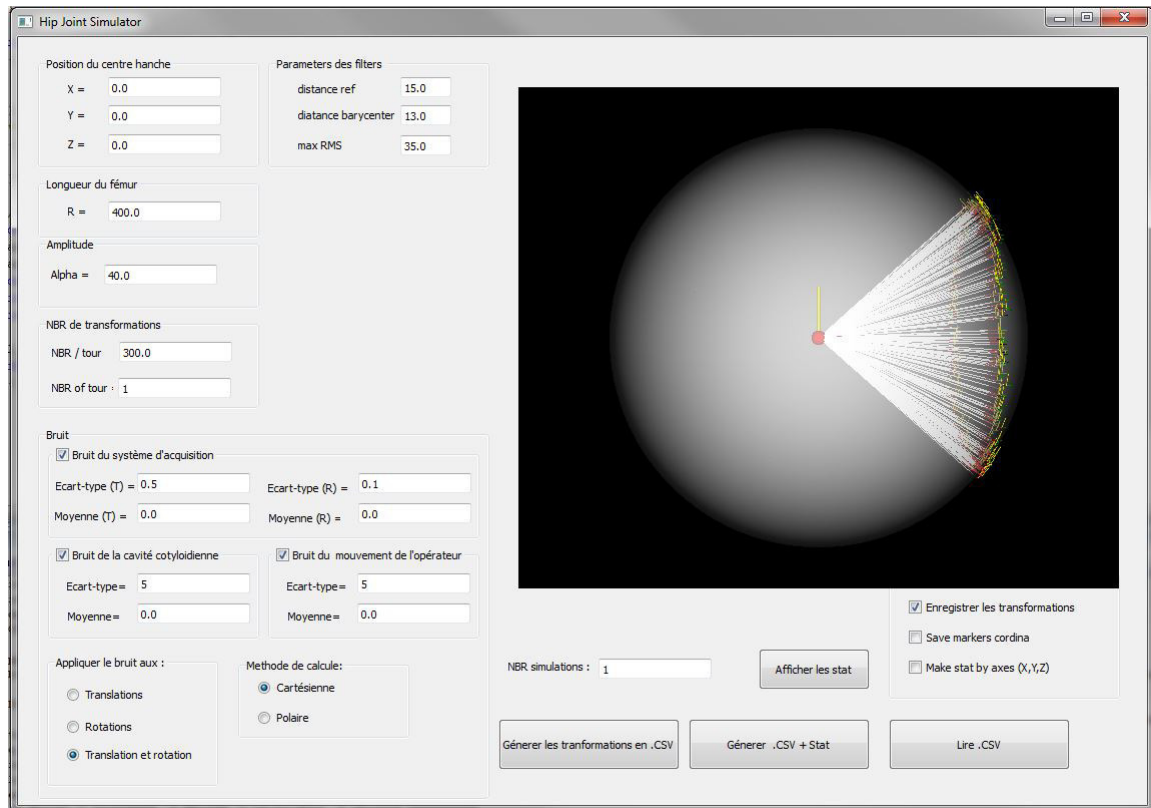 Hip Joint Simulator
Position du centre hanche
X = 0.0
Y = 0.0
Z = 0.0
Parameters des filters
distance ref 15.0
diatance barycenter 13.0
max RMS 35.0
Longueur du fémur
R = 400.0
Amplitude
Alpha = 40.0
NBR de transformations
NBR / tour 300.0
NBR of tour : 1
Bruit
Bruit du système d'acquisition
Ecart-type (T) = 0.5 Ecart-type (R) = 0.1
Moyenne (T) = 0.0 Moyenne (R) = 0.0
Bruit de la cavité cotyloidienne
Ecart-type= 5
Moyenne= 0.0
Bruit du mouvement de l'opérateur
Ecart-type= 5
Moyenne= 0.0
Appliquer le bruit aux :
Translations
Rotations
Translation et rotation
Methode de calcule:
Cartésienne
Polaire
NBR simulations : 1
Afficher les stat
Enregistrer les transformations
Save markers cordina
Make stat by axes (X,Y,Z)
Génerer les tranformations en .CSV
Génerer .CSV + Stat
Lire .CSV